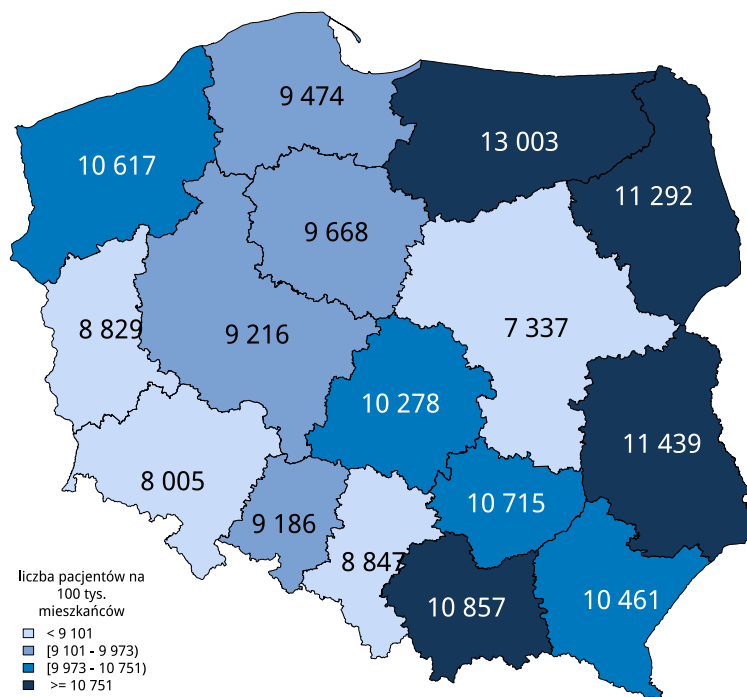 9 474
13 003
10 617
11 292
9 668
8 829
9 216
7 337
10 278
11 439
8 005
10 715
9 186
8 847
10 857
10 461
liczba pacjentów na
100 tys.
mieszkańców
< 9 101
[9 101 - 9 973)
[9 973 - 10 751)
>= 10 751